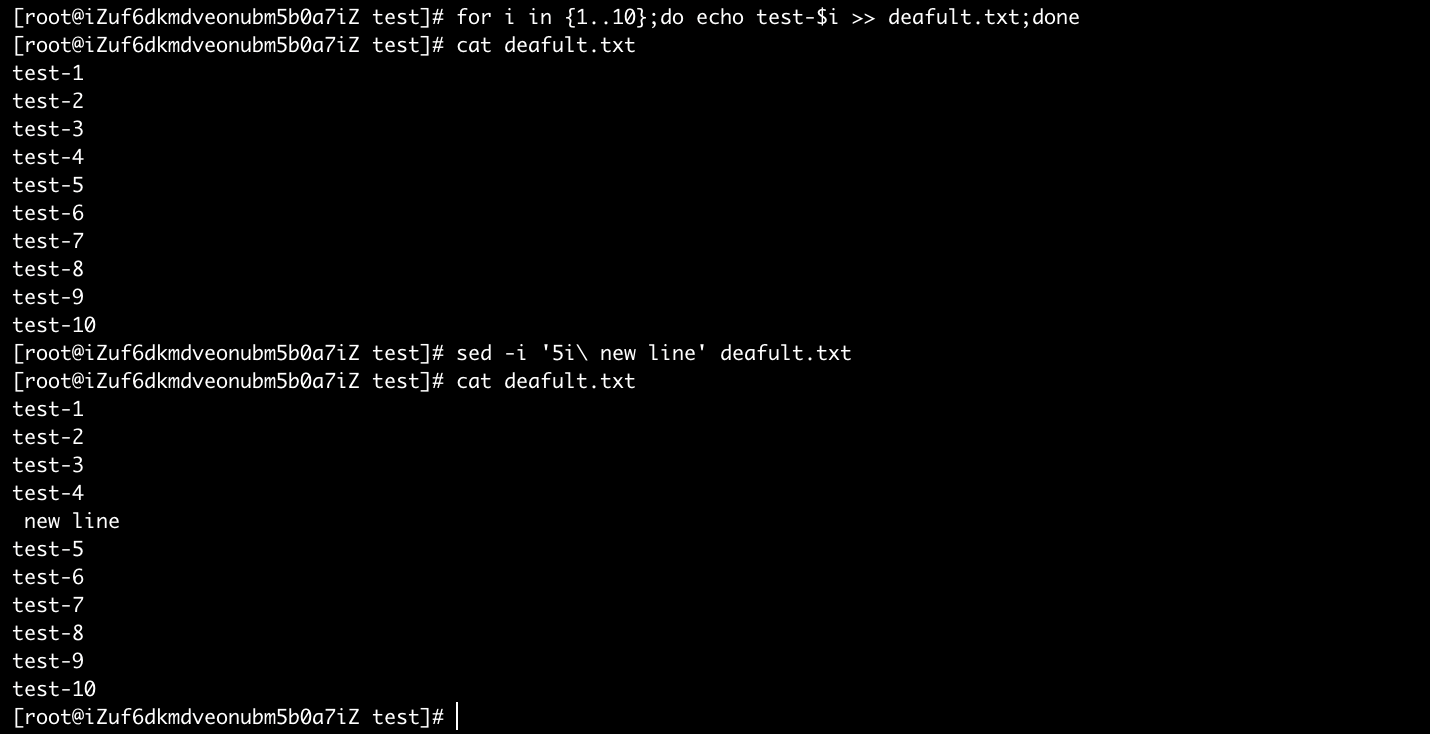 [root@iZuf6dkmdveonubm5b0a7iZ test]# for i in {1..10};do echo test-$i >> deafult.txt;done
[root@iZuf6dkmdveonubm5b0a7iZ test]# cat deafult.txt
test-1
test-2
test-3
test-4
test-5
test-6
test-7
test-8
test-9
test-10
[root@iZuf6dkmdveonubm5b0a7iZ test]# sed -i '5i\ new line' deafult.txt
[root@iZuf6dkmdveonubm5b0a7iZ test]# cat deafult.txt
test-1
test-2
test-3
test-4
 new line
test-5
test-6
test-7
test-8
test-9
test-10
[root@iZuf6dkmdveonubm5b0a7iZ test]#